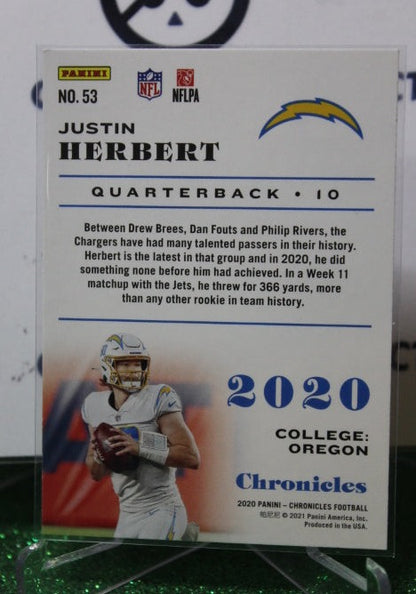 PANINI
NO. 53
NFL
NFLPA
JUSTIN
HERBERT
QUARTERBACK • 10
Between Drew Brees, Dan Fouts and Philip Rivers, the
Chargers have had many talented passers in their history.
Herbert is the latest in that group and in 2020, he did
something none before him had achieved. In a Week 11
matchup with the Jets, he threw for 366 yards, more
than any other rookie in team history.
2020
COLLEGE:
OREGON
Chronicles
2020 PANINI – CHRONICLES FOOTBALL
帕尼尼 © 2021 Panini America, Inc.
Produced in the USA.